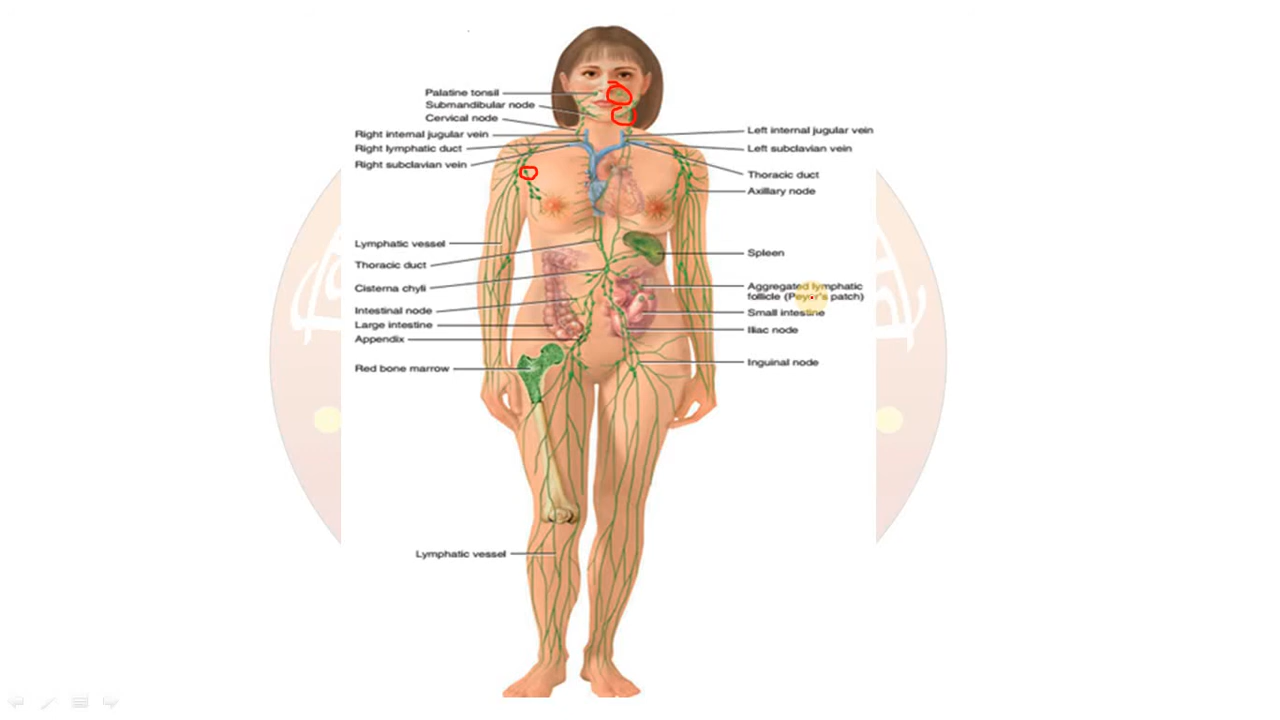 Palatine tonsil
Submandibular node
Cervical node
Right internal jugular vein
Right lymphatic duct
Right subclavian vein
Lymphatic vessel
Thoracic duct
Cisterna chyli
Intestinal node
Large intestine
Appendix
Red bone marrow
Lymphatic vessel
Left internal jugular vein
Left subclavian vein
Thoracic duct
Axillary node
Spleen
Aggregated lymphatic
follicle (Peyer's patch)
Small intestine
Iliac node
Inguinal node